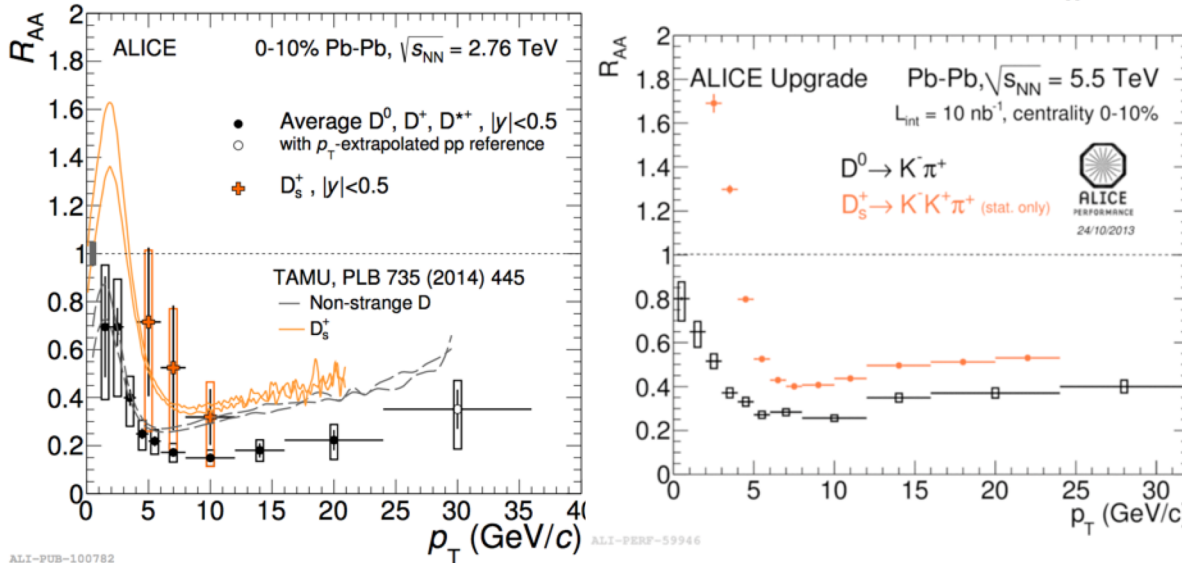 R_AA
2
1.8
1.6
1.4
1.2
1
0.8
0.6
0.4
0.2
0
ALICE
0-10% Pb-Pb, √s_NN = 2.76 TeV
Average D⁰, D⁺, D*⁺, |y|<0.5
with p_T-extrapolated pp reference
D_s⁺, |y|<0.5
TAMU, PLB 735 (2014) 445
Non-strange D
D_s⁺
0 5 10 15 20 25 30 35 40
p_T (GeV/c)
ALI-PUB-100782
R_AA
2
1.8
1.6
1.4
1.2
1
0.8
0.6
0.4
0.2
0
ALICE Upgrade
Pb-Pb, √s_NN = 5.5 TeV
L_int = 10 nb⁻¹, centrality 0-10%
D⁰→ K⁻π⁺
D_s⁺→ K⁻K⁺π⁺ (stat. only)
ALICE
PERFORMANCE
24/10/2013
0 5 10 15 20 25 30
p_T (GeV/c)
ALI-PERF-59946